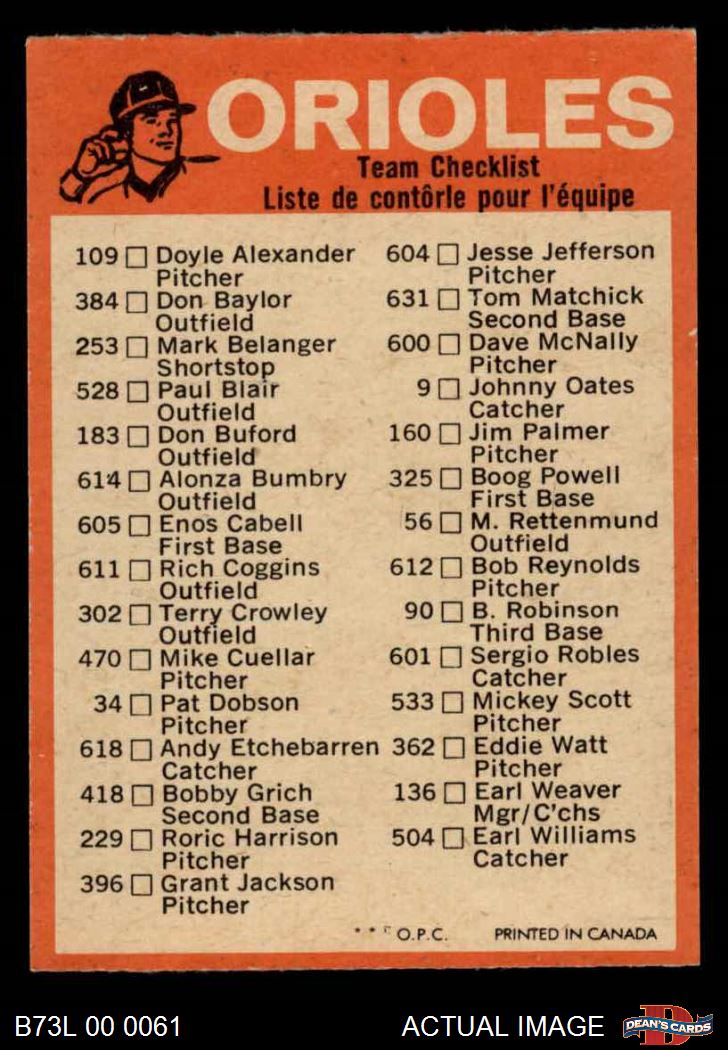 ORIOLES
Team Checklist
Liste de contôrle pour l'équipe
109 Doyle Alexander
Pitcher
384 Don Baylor
Outfield
253 Mark Belanger
Shortstop
528 Paul Blair
Outfield
183 Don Buford
Outfield
614 Alonza Bumbry
Outfield
605 Enos Cabell
First Base
611 Rich Coggins
Outfield
302 Terry Crowley
Outfield
470 Mike Cuellar
Pitcher
34 Pat Dobson
Pitcher
618 Andy Etchebarren
Catcher
418 Bobby Grich
Second Base
229 Roric Harrison
Pitcher
396 Grant Jackson
Pitcher
604 Jesse Jefferson
Pitcher
631 Tom Matchick
Second Base
600 Dave McNally
Pitcher
9 Johnny Oates
Catcher
160 Jim Palmer
Pitcher
325 Boog Powell
First Base
56 M. Rettenmund
Outfield
612 Bob Reynolds
Pitcher
90 B. Robinson
Third Base
601 Sergio Robles
Catcher
533 Mickey Scott
Pitcher
362 Eddie Watt
Pitcher
136 Earl Weaver
Mgr/C'chs
504 Earl Williams
Catcher
* * O.P.C. PRINTED IN CANADA
B73L 00 0061 ACTUAL IMAGE DEAN'S CARDS